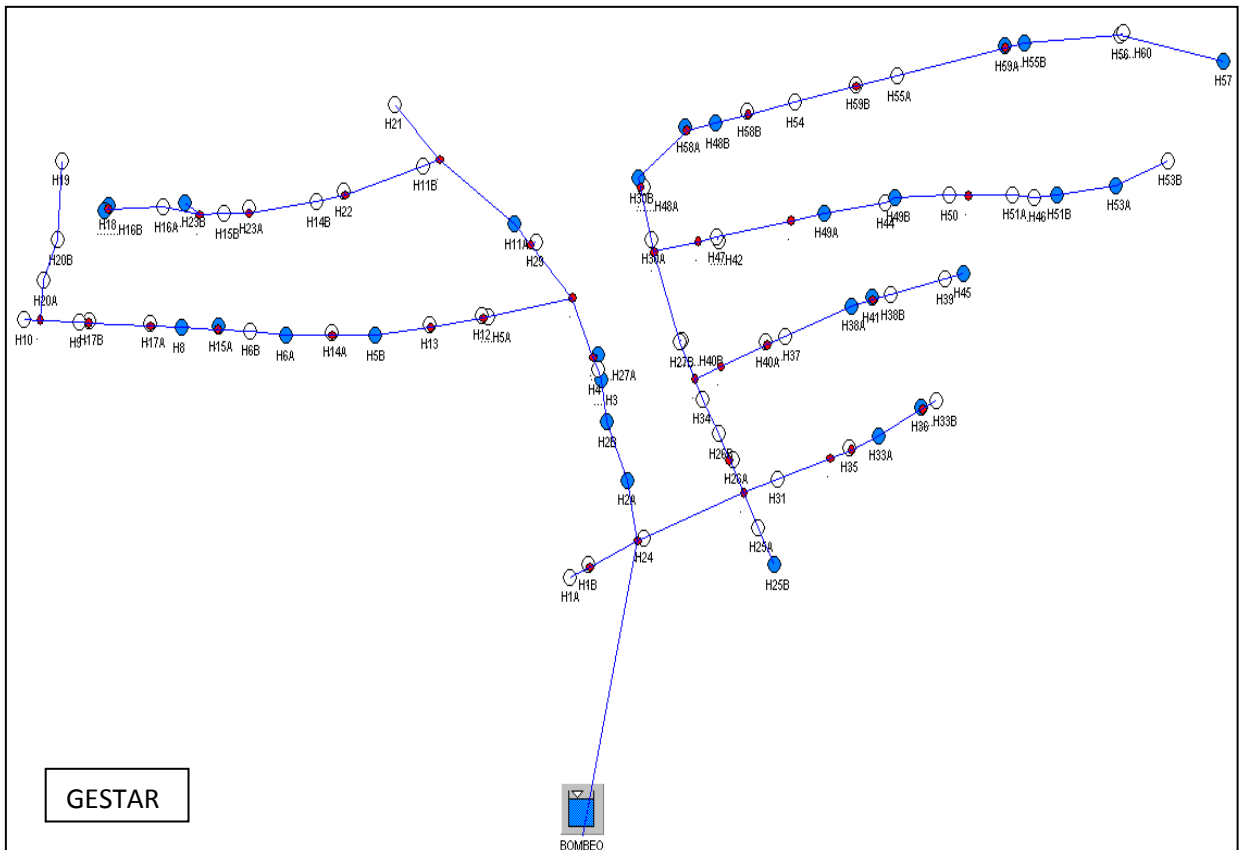 H56...H60
H59A...H55B
H57
H59B
H55A
H54
H58B
H48B
H58A
H21
H11B
H19
H30B
......H48A
H53B
H53A
H18
......H16B
H16A
H23B
H15B
H23A
H14B
H22
H49B
H44
H50
H51A
H46
H51B
H49A
H11A
H29
H20B
H47
....H42
H30A
H20A
H39
H45
H10
H9
H17B
H17A
H8
H15A
H6B
H6A
H14A
H5B
H13
H12...H5A
H38A
H41
H38B
H27B...H40B
H40A
H37
H27A
H4
...H3
H34
H36...H33B
H2B
H26B
H35
H33A
H26A
H2A
H31
H24
H25A
H1B
H1A
H25B
GESTAR
BOMBEO